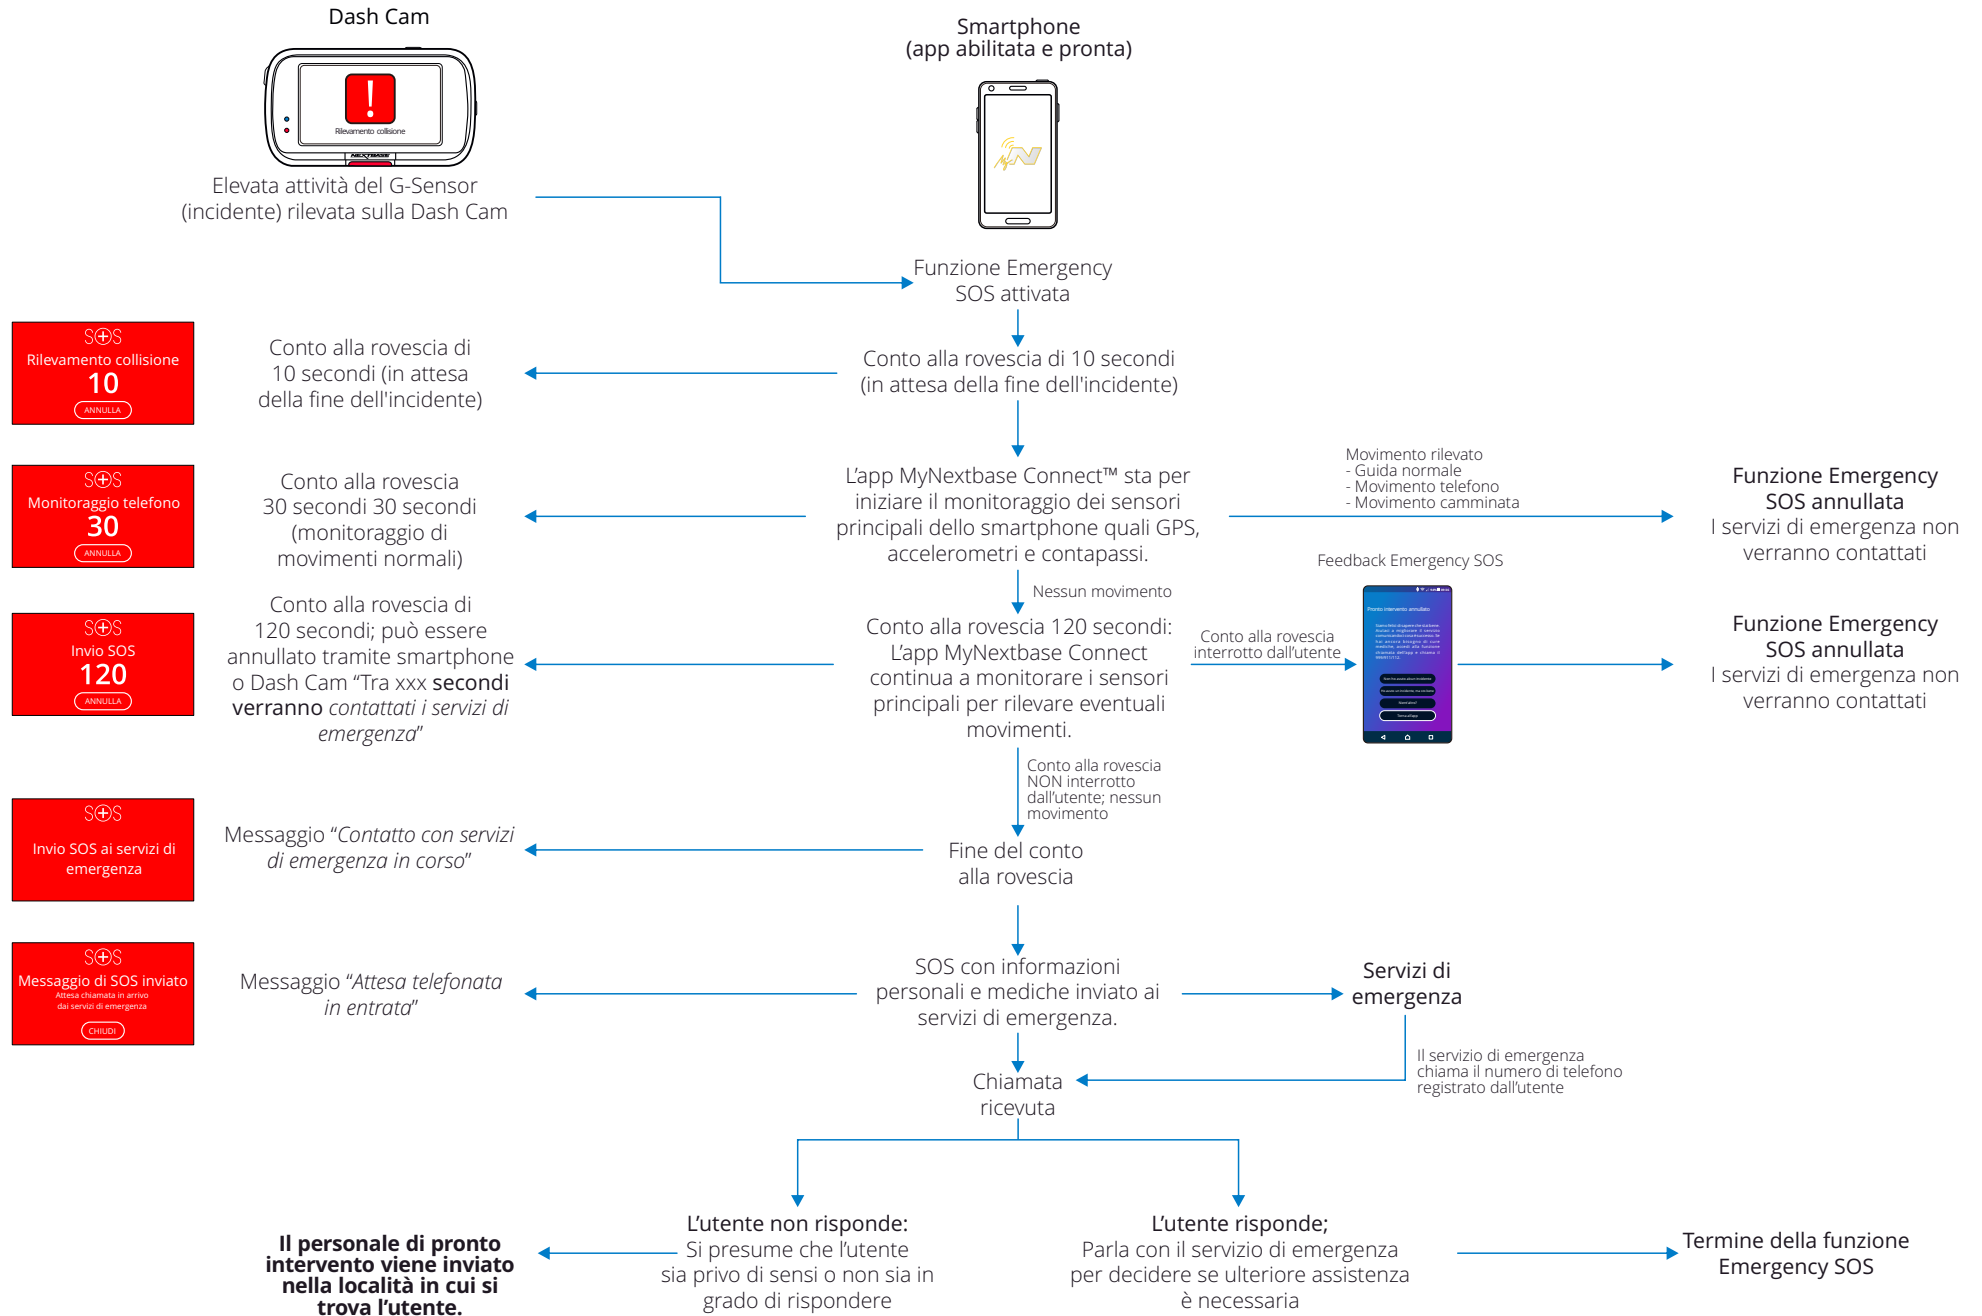 Dash Cam
Smartphone
(app abilitata e pronta)
!
Rilevamento collisione
NEXTBASE
My N
Elevata attività del G-Sensor
(incidente) rilevata sulla Dash Cam
Funzione Emergency
SOS attivata
SOS
Rilevamento collisione
10
ANNULLA
Conto alla rovescia di
10 secondi (in attesa
della fine dell'incidente)
Conto alla rovescia di 10 secondi
(in attesa della fine dell'incidente)
SOS
Monitoraggio telefono
30
ANNULLA
Conto alla rovescia
30 secondi 30 secondi
(monitoraggio di
movimenti normali)
L'app MyNextbase Connect™ sta per
iniziare il monitoraggio dei sensori
principali dello smartphone quali GPS,
accelerometri e contapassi.
Movimento rilevato
- Guida normale
- Movimento telefono
- Movimento camminata
Funzione Emergency
SOS annullata
I servizi di emergenza non
verranno contattati
Nessun movimento
Feedback Emergency SOS
SOS
Invio SOS
120
ANNULLA
Conto alla rovescia di
120 secondi; può essere
annullato tramite smartphone
o Dash Cam “Tra xxx secondi
verranno contattati i servizi di
emergenza”
Conto alla rovescia 120 secondi:
L'app MyNextbase Connect
continua a monitorare i sensori
principali per rilevare eventuali
movimenti.
Conto alla rovescia
interrotto dall'utente
Pronto intervento annullato
Torna all'app
Funzione Emergency
SOS annullata
I servizi di emergenza non
verranno contattati
Conto alla rovescia
NON interrotto
dall'utente; nessun
movimento
SOS
Invio SOS ai servizi di
emergenza
Messaggio “Contatto con servizi
di emergenza in corso”
Fine del conto
alla rovescia
SOS
Messaggio di SOS inviato
Attesa chiamata in arrivo
dai servizi di emergenza
CHIUDI
Messaggio “Attesa telefonata
in entrata”
SOS con informazioni
personali e mediche inviato ai
servizi di emergenza.
Servizi di
emergenza
Il servizio di emergenza
chiama il numero di telefono
registrato dall'utente
Chiamata
ricevuta
Il personale di pronto
intervento viene inviato
nella località in cui si
trova l'utente.
L'utente non risponde:
Si presume che l'utente
sia privo di sensi o non sia in
grado di rispondere
L'utente risponde;
Parla con il servizio di emergenza
per decidere se ulteriore assistenza
è necessaria
Termine della funzione
Emergency SOS